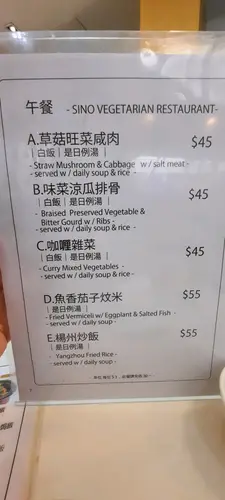 午餐 - SINO VEGETARIAN RESTAURANT-
A.草菇旺菜咸肉 $45
｜白飯｜是日例湯｜
- Straw Mushroom & Cabbage w/ salt meat -
- served w/ daily soup & rice -
B.味菜涼瓜排骨 $45
｜白飯｜是日例湯｜
- Braised Preserved Vegetable &
Bitter Gourd w/ Ribs -
- served w/ daily soup & rice -
C.咖喱雜菜 $45
｜白飯｜是日例湯｜
- Curry Mixed Vegetables -
- served w/ daily soup & rice-
D.魚香茄子炆米 $55
｜是日例湯｜
- Fried Vermiceli w/ Eggplant & Salted Fish -
- served w/ daily soup -
E.楊州炒飯 $55
｜是日例湯｜
- Yangzhou Fried Rice -
- served w/ daily soup -